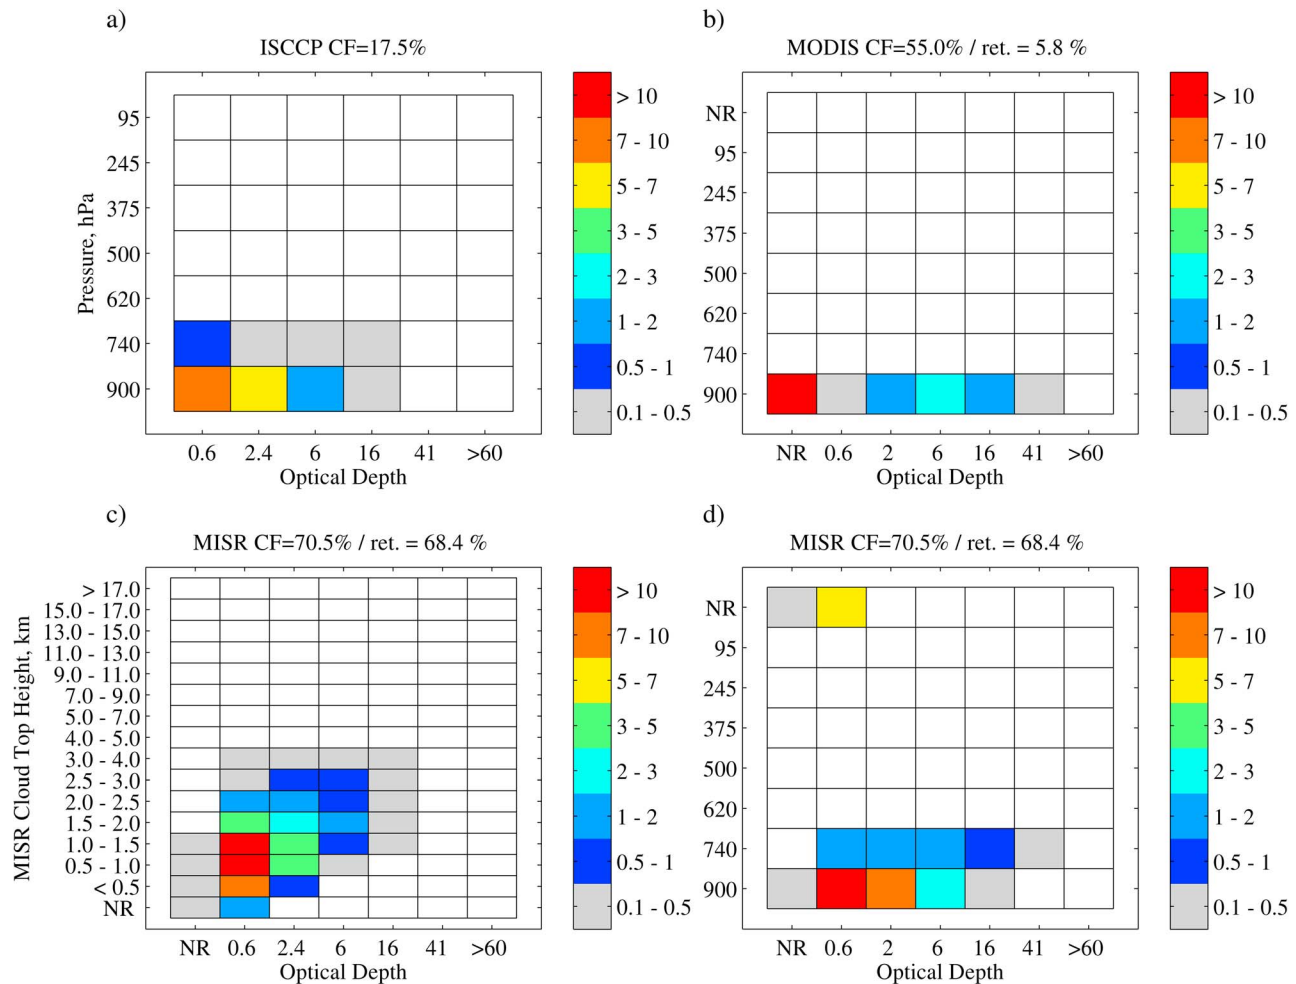 a)
ISCCP CF=17.5%
Pressure, hPa
95
245
375
500
620
740
900
0.6 2.4 6 16 41 >60
Optical Depth
> 10
7 - 10
5 - 7
3 - 5
2 - 3
1 - 2
0.5 - 1
0.1 - 0.5
b)
MODIS CF=55.0% / ret. = 5.8 %
NR
95
245
375
500
620
740
900
NR 0.6 2 6 16 41 >60
Optical Depth
> 10
7 - 10
5 - 7
3 - 5
2 - 3
1 - 2
0.5 - 1
0.1 - 0.5
c)
MISR CF=70.5% / ret. = 68.4 %
MISR Cloud Top Height, km
> 17.0
15.0 - 17.0
13.0 - 15.0
11.0 - 13.0
9.0 - 11.0
7.0 - 9.0
5.0 - 7.0
4.0 - 5.0
3.0 - 4.0
2.5 - 3.0
2.0 - 2.5
1.5 - 2.0
1.0 - 1.5
0.5 - 1.0
< 0.5
NR
NR 0.6 2.4 6 16 41 >60
Optical Depth
> 10
7 - 10
5 - 7
3 - 5
2 - 3
1 - 2
0.5 - 1
0.1 - 0.5
d)
MISR CF=70.5% / ret. = 68.4 %
NR
95
245
375
500
620
740
900
NR 0.6 2 6 16 41 >60
Optical Depth
> 10
7 - 10
5 - 7
3 - 5
2 - 3
1 - 2
0.5 - 1
0.1 - 0.5